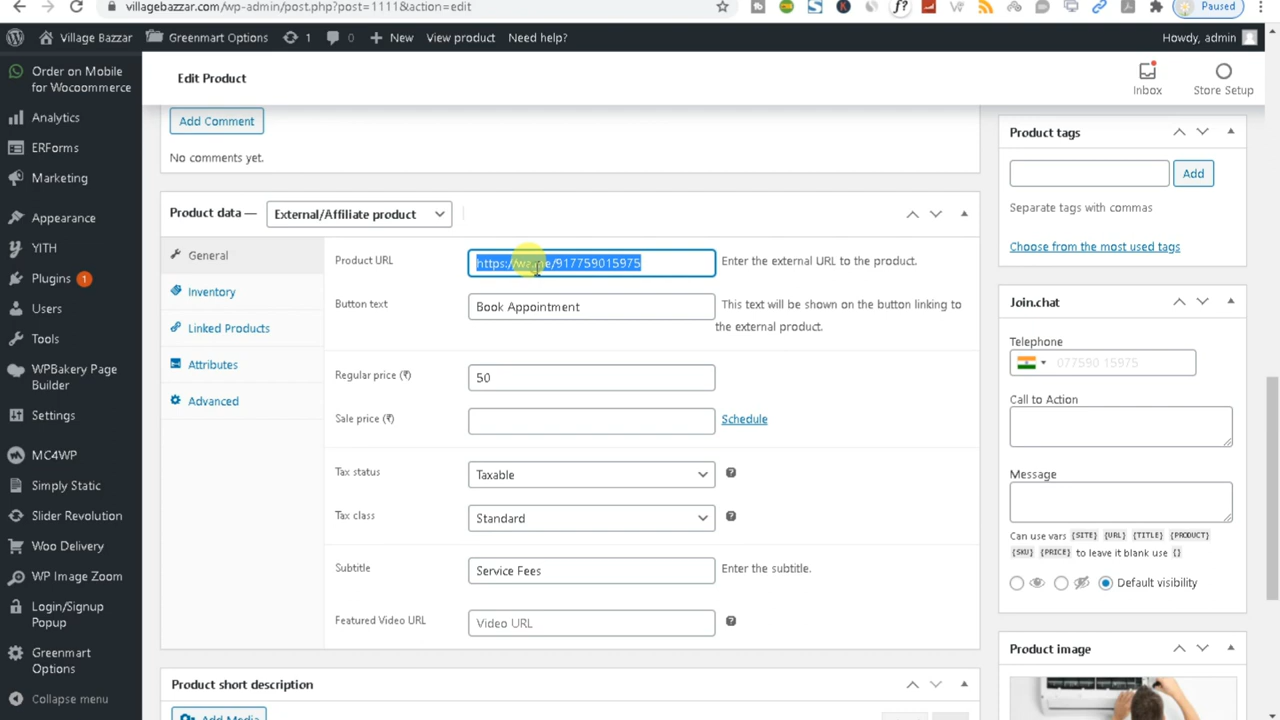 villagebazzar.com/wp-admin/post.php?post=1111&action=edit
Paused
Village Bazzar
Greenmart Options
1
0
New
View product
Need help?
Howdy, admin
Order on Mobile
for Wocoommerce
Analytics
ERForms
Marketing
Appearance
YITH
Plugins 1
Users
Tools
WPBakery Page
Builder
Settings
MC4WP
Simply Static
Slider Revolution
Woo Delivery
WP Image Zoom
Login/Signup
Popup
Greenmart
Options
Collapse menu
Edit Product
Inbox
Store Setup
Add Comment
No comments yet.
Product data —
External/Affiliate product
General
Inventory
Linked Products
Attributes
Advanced
Product URL
https://wa.me/917759015975
Enter the external URL to the product.
Button text
Book Appointment
This text will be shown on the button linking to
the external product.
Regular price (₹)
50
Sale price (₹)
Schedule
Tax status
Taxable
Tax class
Standard
Subtitle
Service Fees
Enter the subtitle.
Featured Video URL
Video URL
Product short description
Add Media
Product tags
Add
Separate tags with commas
Choose from the most used tags
Join.chat
Telephone
077590 15975
Call to Action
Message
Can use vars {SITE} {URL} {TITLE} {PRODUCT}
{SKU} {PRICE} to leave it blank use {}
Default visibility
Product image